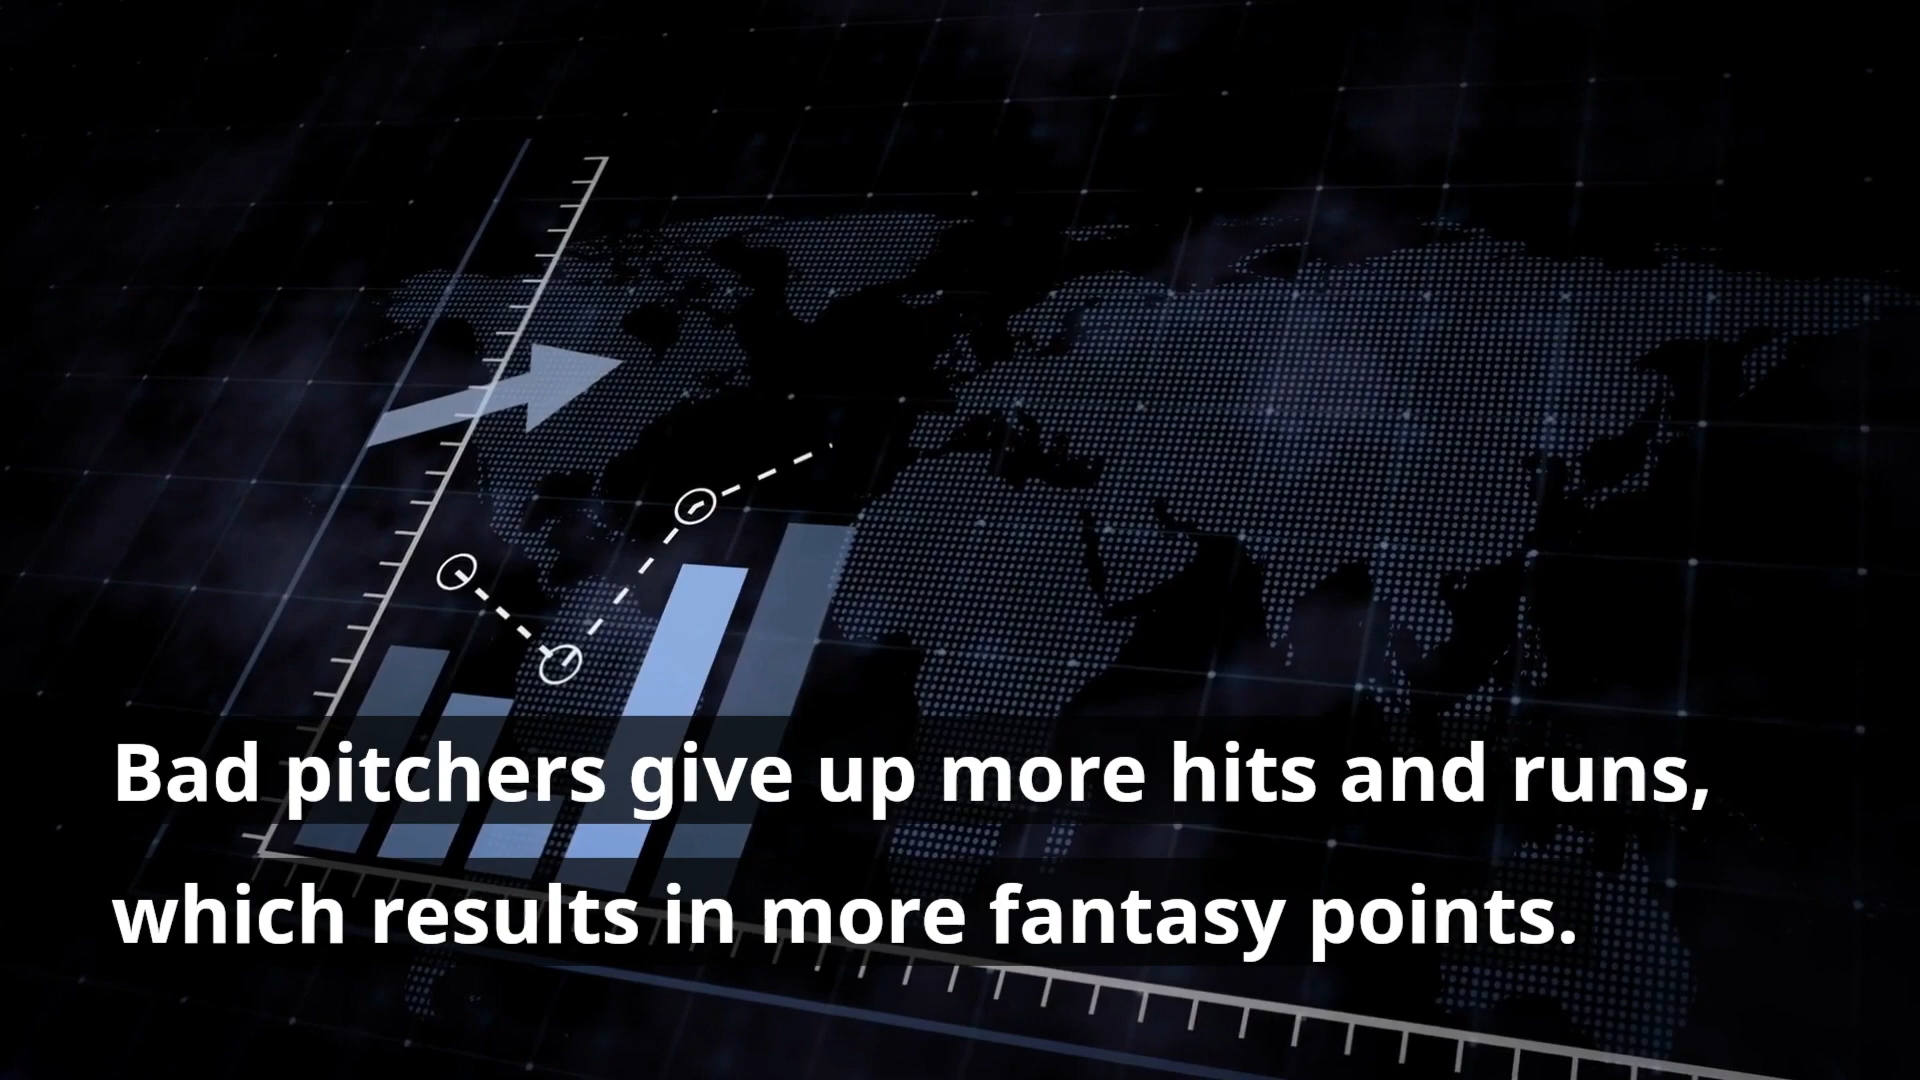 Bad pitchers give up more hits and runs,
which results in more fantasy points.